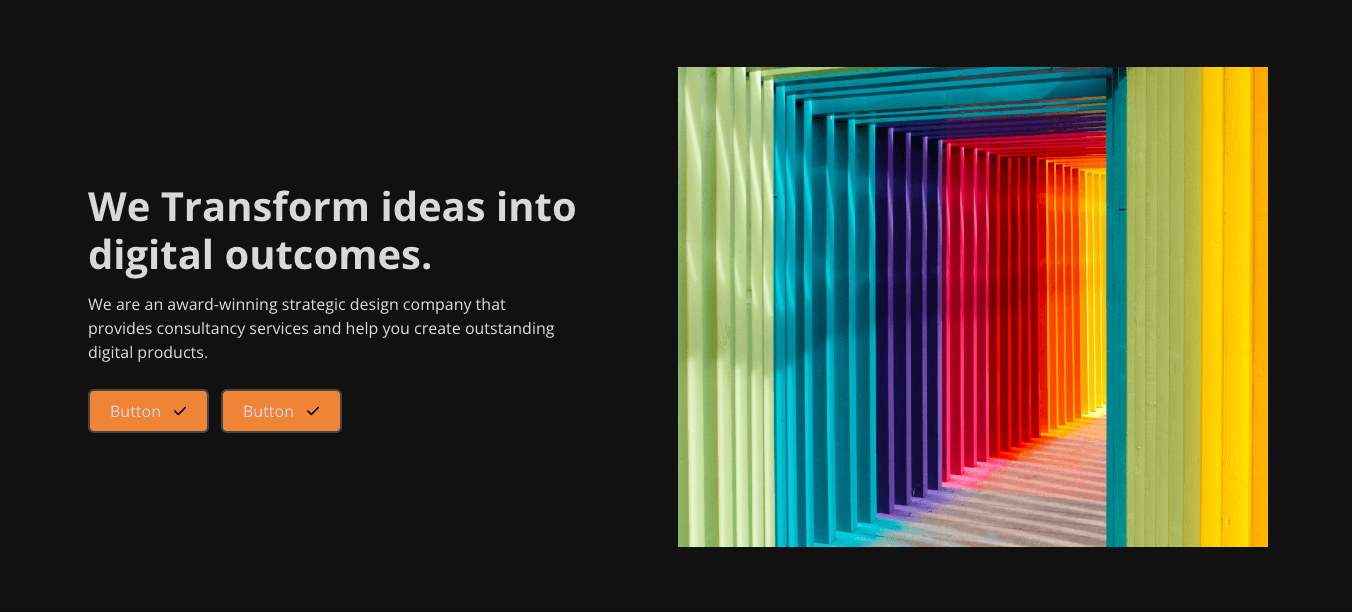 We Transform ideas into
digital outcomes.
We are an award-winning strategic design company that
provides consultancy services and help you create outstanding
digital products.
Button
Button